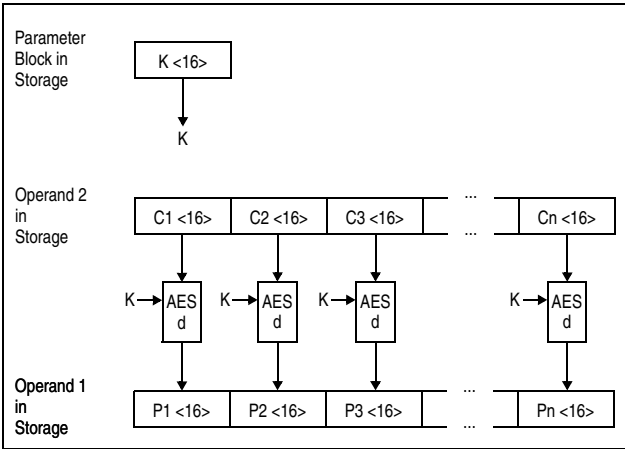 Parameter
Block in
Storage
K <16>
K
Operand 2
in
Storage
...
C1 <16> C2 <16> C3 <16> Cn <16>
...
K AES d K AES d K AES d K AES d
Operand 1
in
Storage
...
P1 <16> P2 <16> P3 <16> Pn <16>
...